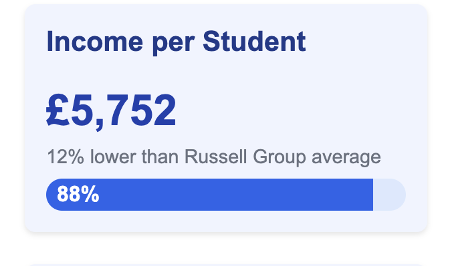 Income per Student
£5,752
12% lower than Russell Group average
88%